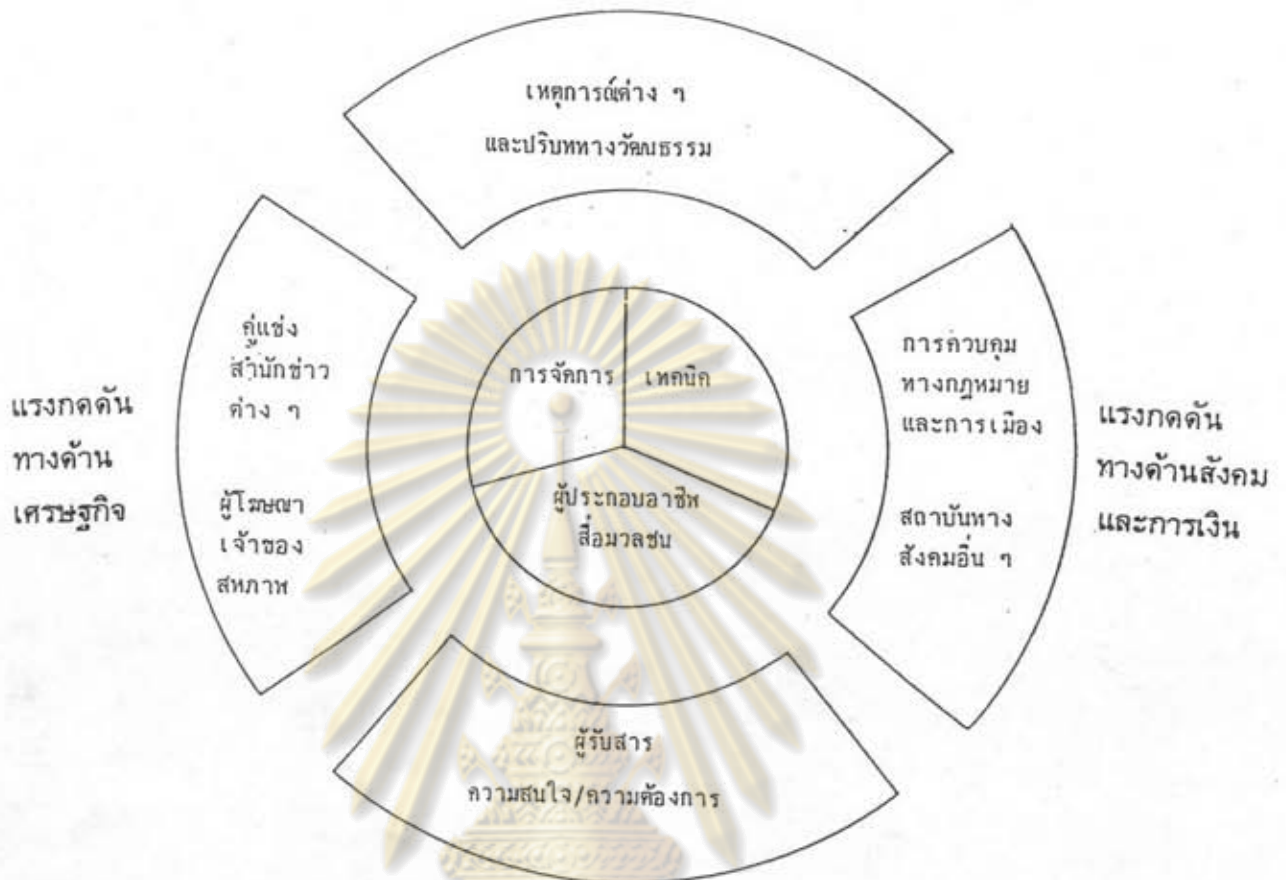 เหตุการณ์ต่าง ๆ
และปริบททางวัฒนธรรม
คู่แข่ง
สำนักข่าว
ต่าง ๆ
ผู้โฆษณา
เจ้าของ
สหภาพ
แรงกดดัน
ทางด้าน
เศรษฐกิจ
การจัดการ
เทคนิค
ผู้ประกอบอาชีพ
สื่อมวลชน
การควบคุม
ทางกฎหมาย
และการเมือง
สถาบันทาง
สังคมอื่น ๆ
แรงกดดัน
ทางด้านสังคม
และการเงิน
ผู้รับสาร
ความสนใจ/ความต้องการ